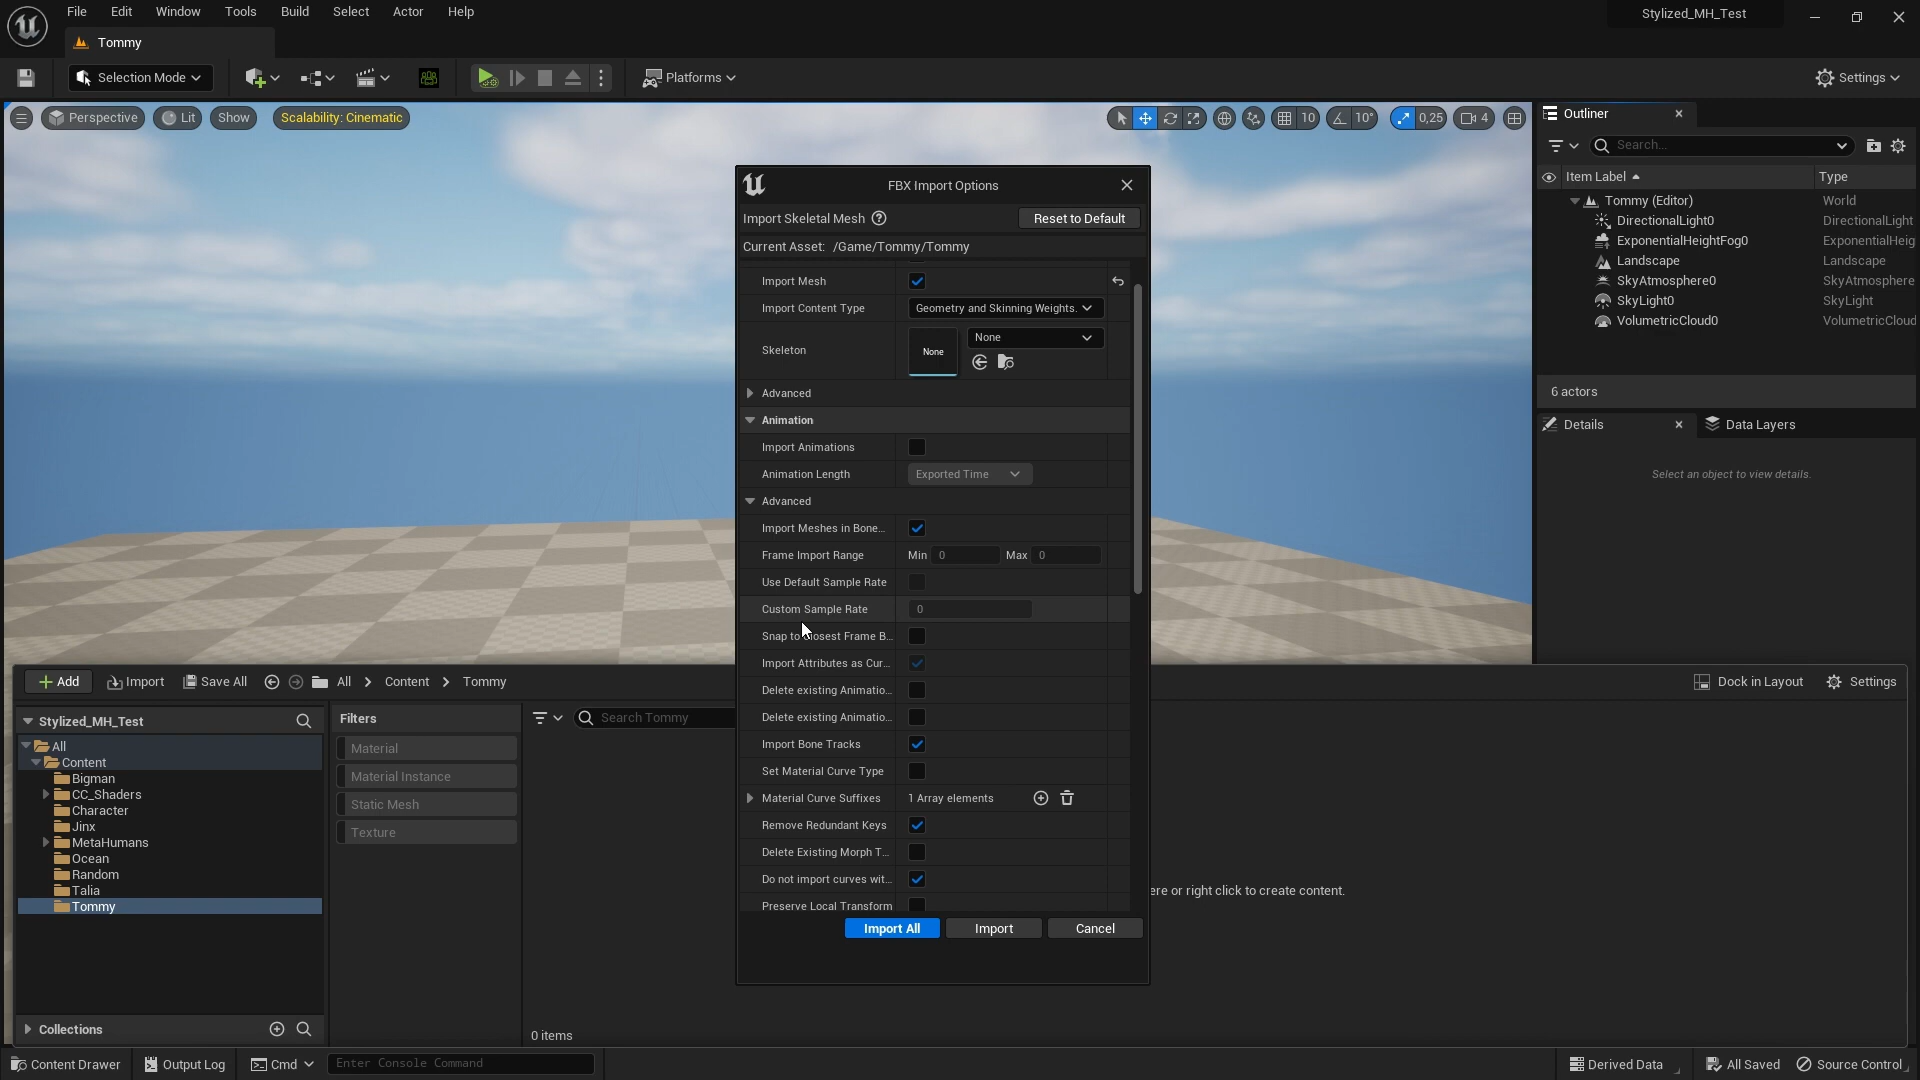 File Edit Window Tools Build Select Actor Help
Stylized_MH_Test
Tommy
Selection Mode
Platforms
Settings
Perspective
Lit
Show
Scalability: Cinematic
10
10°
0,25
4
Outliner
Search...
Item Label
Type
Tommy (Editor) World
DirectionalLight0 DirectionalLight
ExponentialHeightFog0 ExponentialHeig
Landscape Landscape
SkyAtmosphere0 SkyAtmosphere
SkyLight0 SkyLight
VolumetricCloud0 VolumetricCloud
6 actors
Details
Data Layers
Select an object to view details.
FBX Import Options
Import Skeletal Mesh
Reset to Default
Current Asset: /Game/Tommy/Tommy
Import Mesh
Import Content Type Geometry and Skinning Weights.
Skeleton None None
Advanced
Animation
Import Animations
Animation Length Exported Time
Advanced
Import Meshes in Bone...
Frame Import Range Min 0 Max 0
Use Default Sample Rate
Custom Sample Rate 0
Snap to Closest Frame B...
Import Attributes as Cur...
Delete existing Animatio...
Delete existing Animatio...
Import Bone Tracks
Set Material Curve Type
Material Curve Suffixes 1 Array elements
Remove Redundant Keys
Delete Existing Morph T...
Do not import curves wit...
Preserve Local Transform
Import All Import Cancel
Add Import Save All All Content Tommy
Dock in Layout Settings
Stylized_MH_Test
All
Content
Bigman
CC_Shaders
Character
Jinx
MetaHumans
Ocean
Random
Talia
Tommy
Collections
Filters
Material
Material Instance
Static Mesh
Texture
Search Tommy
ere or right click to create content.
0 items
Content Drawer Output Log Cmd Enter Console Command
Derived Data All Saved Source Control